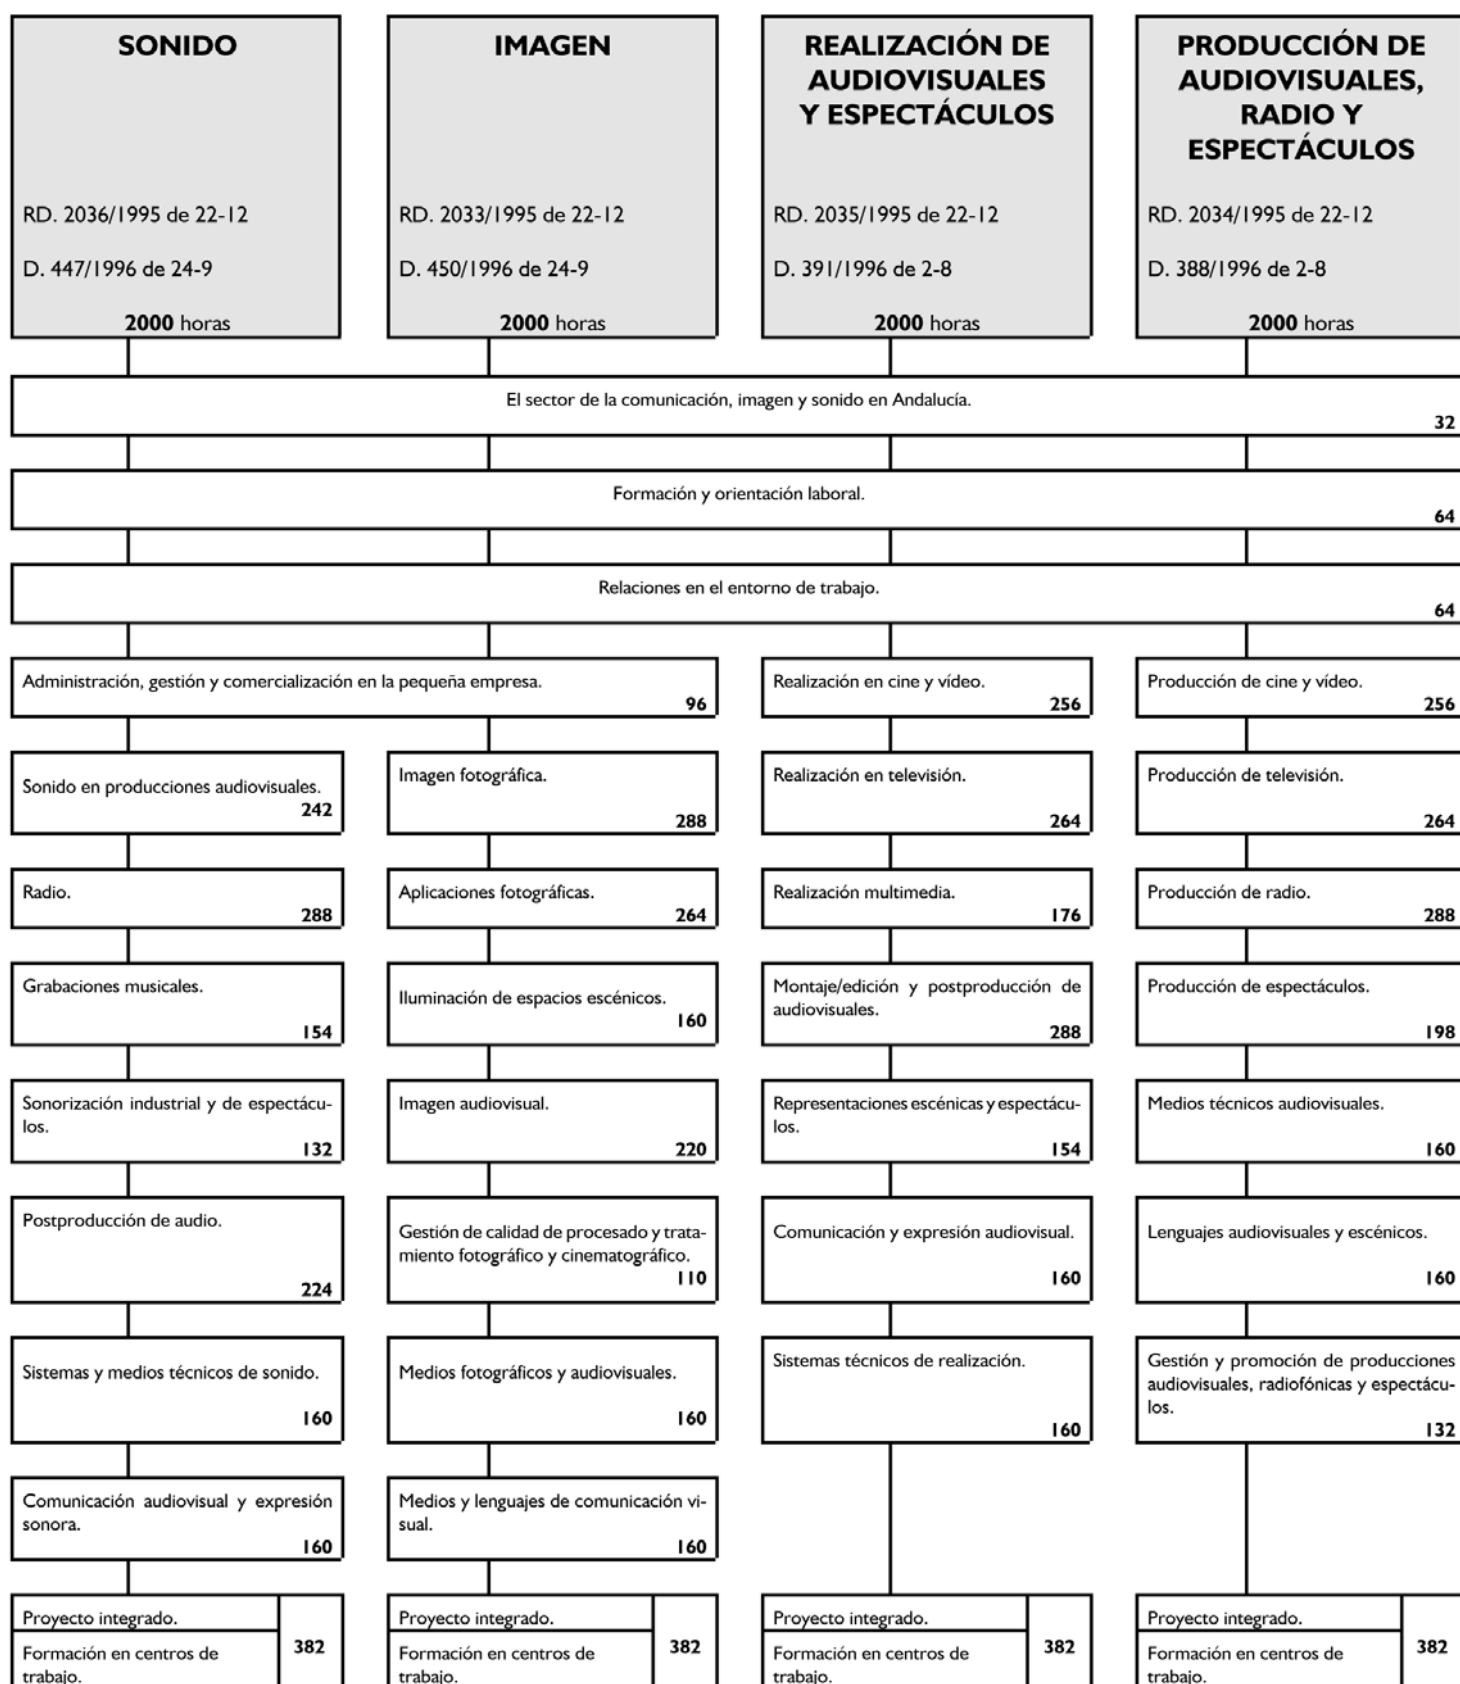 SONIDO
RD. 2036/1995 de 22-12
D. 447/1996 de 24-9
2000 horas
IMAGEN
RD. 2033/1995 de 22-12
D. 450/1996 de 24-9
2000 horas
REALIZACIÓN DE
AUDIOVISUALES
Y ESPECTÁCULOS
RD. 2035/1995 de 22-12
D. 391/1996 de 2-8
2000 horas
PRODUCCIÓN DE
AUDIOVISUALES,
RADIO Y
ESPECTÁCULOS
RD. 2034/1995 de 22-12
D. 388/1996 de 2-8
2000 horas
El sector de la comunicación, imagen y sonido en Andalucía.
32
Formación y orientación laboral.
64
Relaciones en el entorno de trabajo.
64
Administración, gestión y comercialización en la pequeña empresa.
96
Realización en cine y vídeo.
256
Producción de cine y vídeo.
256
Sonido en producciones audiovisuales.
242
Imagen fotográfica.
288
Realización en televisión.
264
Producción de televisión.
264
Radio.
288
Aplicaciones fotográficas.
264
Realización multimedia.
176
Producción de radio.
288
Grabaciones musicales.
154
Iluminación de espacios escénicos.
160
Montaje/edición y postproducción de
audiovisuales.
288
Producción de espectáculos.
198
Sonorización industrial y de espectácu-
los.
132
Imagen audiovisual.
220
Representaciones escénicas y espectácu-
los.
154
Medios técnicos audiovisuales.
160
Postproducción de audio.
224
Gestión de calidad de procesado y trata-
miento fotográfico y cinematográfico.
110
Comunicación y expresión audiovisual.
160
Lenguajes audiovisuales y escénicos.
160
Sistemas y medios técnicos de sonido.
160
Medios fotográficos y audiovisuales.
160
Sistemas técnicos de realización.
160
Gestión y promoción de producciones
audiovisuales, radiofónicas y espectácu-
los.
132
Comunicación audiovisual y expresión
sonora.
160
Medios y lenguajes de comunicación vi-
sual.
160
Proyecto integrado.
Formación en centros de
trabajo.
382
Proyecto integrado.
Formación en centros de
trabajo.
382
Proyecto integrado.
Formación en centros de
trabajo.
382
Proyecto integrado.
Formación en centros de
trabajo.
382